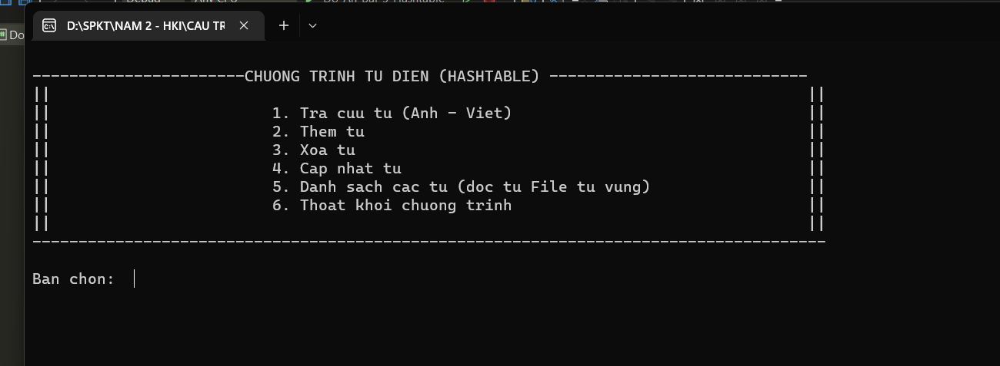 Do
D:\SPKT\NAM 2 - HKI\CAU TR
-----------------------CHUONG TRINH TU DIEN (HASHTABLE) ----------------------------
||                                                                                  ||
||                        1. Tra cuu tu (Anh - Viet)                                ||
||                        2. Them tu                                                ||
||                        3. Xoa tu                                                 ||
||                        4. Cap nhat tu                                            ||
||                        5. Danh sach cac tu (doc tu File tu vung)                 ||
||                        6. Thoat khoi chuong trinh                                ||
||                                                                                  ||
--------------------------------------------------------------------------------------
Ban chon: